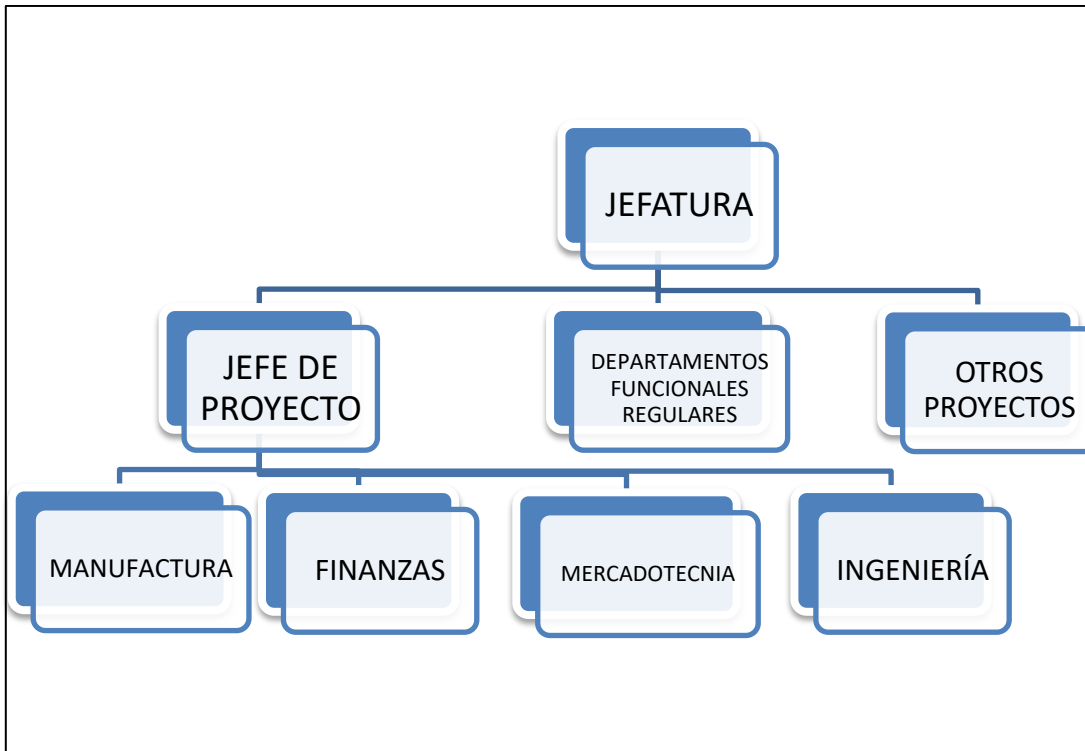 JEFATURA
JEFE DE
PROYECTO
DEPARTAMENTOS
FUNCIONALES
REGULARES
OTROS
PROYECTOS
MANUFACTURA
FINANZAS
MERCADOTECNIA
INGENIERÍA